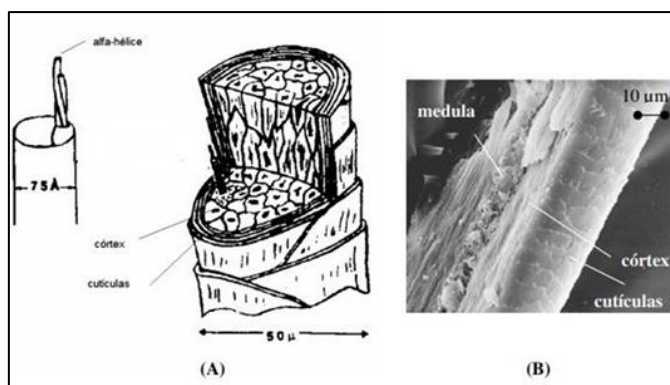 alfa-hélice
75Å
córtex
cutículas
50 µ
(A)
medula
10 µm
córtex
cutículas
(B)